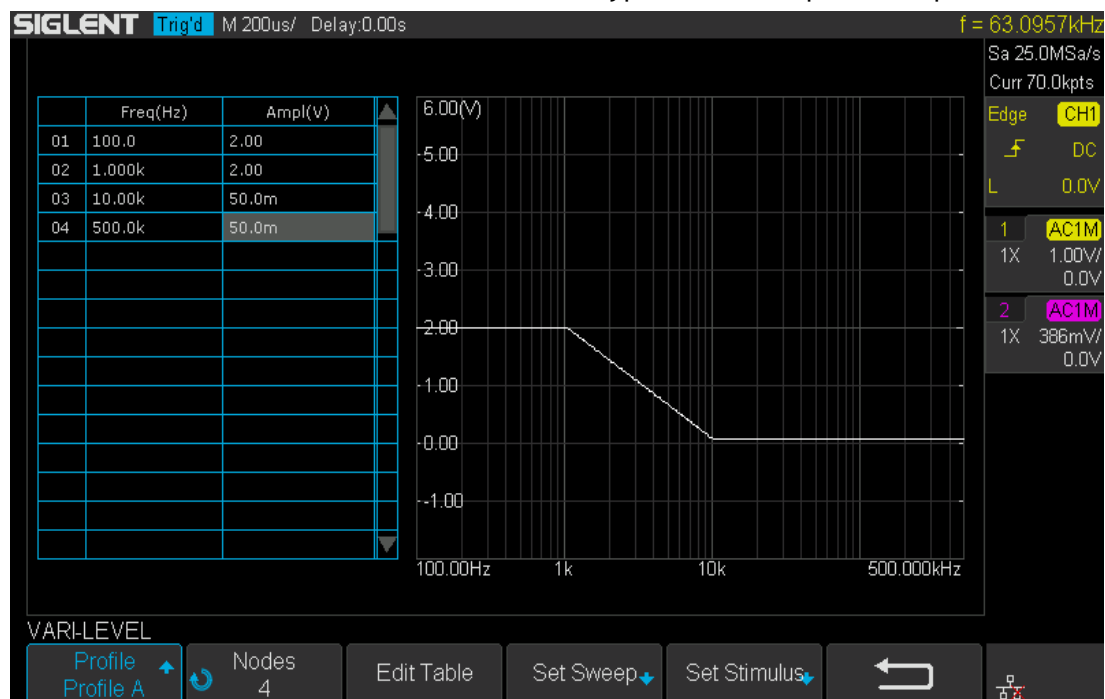 SIGLENT Trig'd M 200us/ Delay:0.00s f = 63.0957kHz
Sa 25.0MSa/s
Curr 70.0kpts
Edge CH1
DC
L 0.0V
1 AC1M
1X 1.00V/
0.0V
2 AC1M
1X 386mV/
0.0V
Freq(Hz) Ampl(V)
01 100.0 2.00
02 1.000k 2.00
03 10.00k 50.0m
04 500.0k 50.0m
6.00(V)
5.00
4.00
3.00
2.00
1.00
0.00
-1.00
100.00Hz 1k 10k 500.000kHz
VARI-LEVEL
Profile
Profile A
Nodes
4
Edit Table
Set Sweep
Set Stimulus